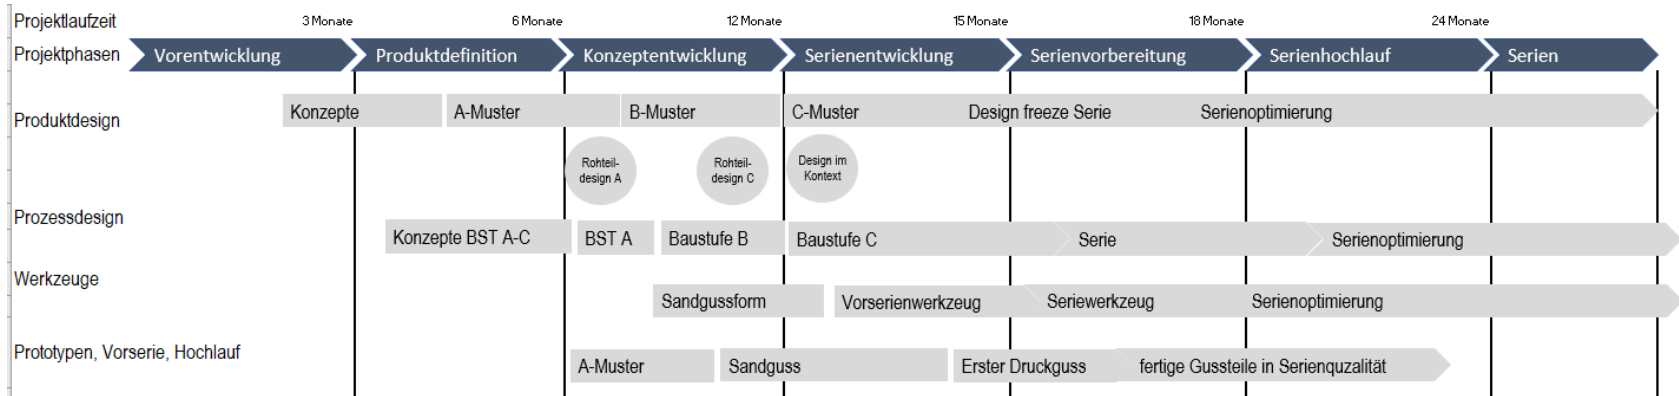 Projektlaufzeit 3 Monate 6 Monate 12 Monate 15 Monate 18 Monate 24 Monate
Projektphasen Vorentwicklung Produktdefinition Konzeptentwicklung Serienentwicklung Serienvorbereitung Serienhochlauf Serien
Produktdesign Konzepte A-Muster B-Muster C-Muster Design freeze Serie Serienoptimierung
Rohteil-
design A
Rohteil-
design C
Design im
Kontext
Prozessdesign Konzepte BST A-C BST A Baustufe B Baustufe C Serie Serienoptimierung
Werkzeuge Sandgussform Vorserienwerkzeug Seriewerkzeug Serienoptimierung
Prototypen, Vorserie, Hochlauf A-Muster Sandguss Erster Druckguss fertige Gussteile in Serienquzalität